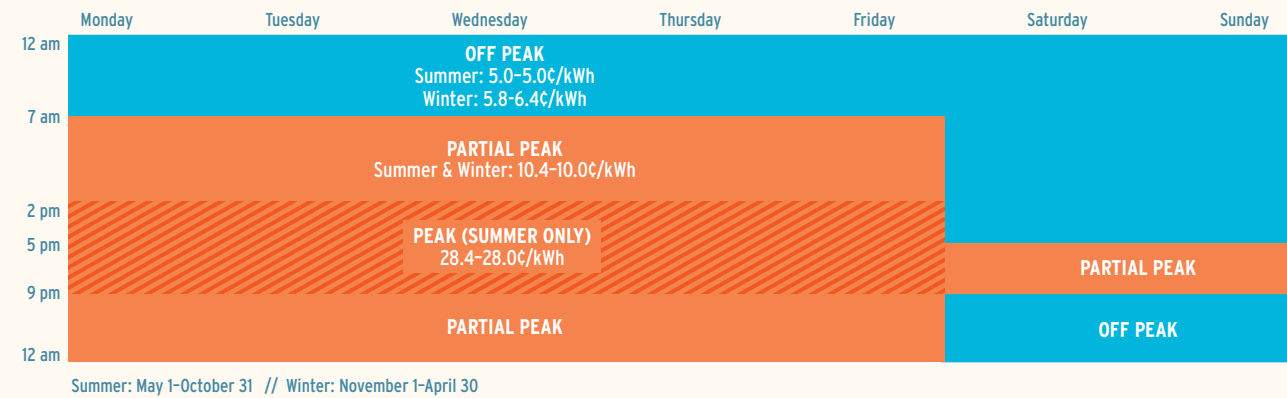 Monday Tuesday Wednesday Thursday Friday Saturday Sunday
12 am
OFF PEAK
Summer: 5.0–5.0¢/kWh
Winter: 5.8-6.4¢/kWh
7 am
PARTIAL PEAK
Summer & Winter: 10.4–10.0¢/kWh
2 pm
PEAK (SUMMER ONLY)
28.4–28.0¢/kWh
5 pm
PARTIAL PEAK
9 pm
PARTIAL PEAK
OFF PEAK
12 am
Summer: May 1–October 31 // Winter: November 1–April 30